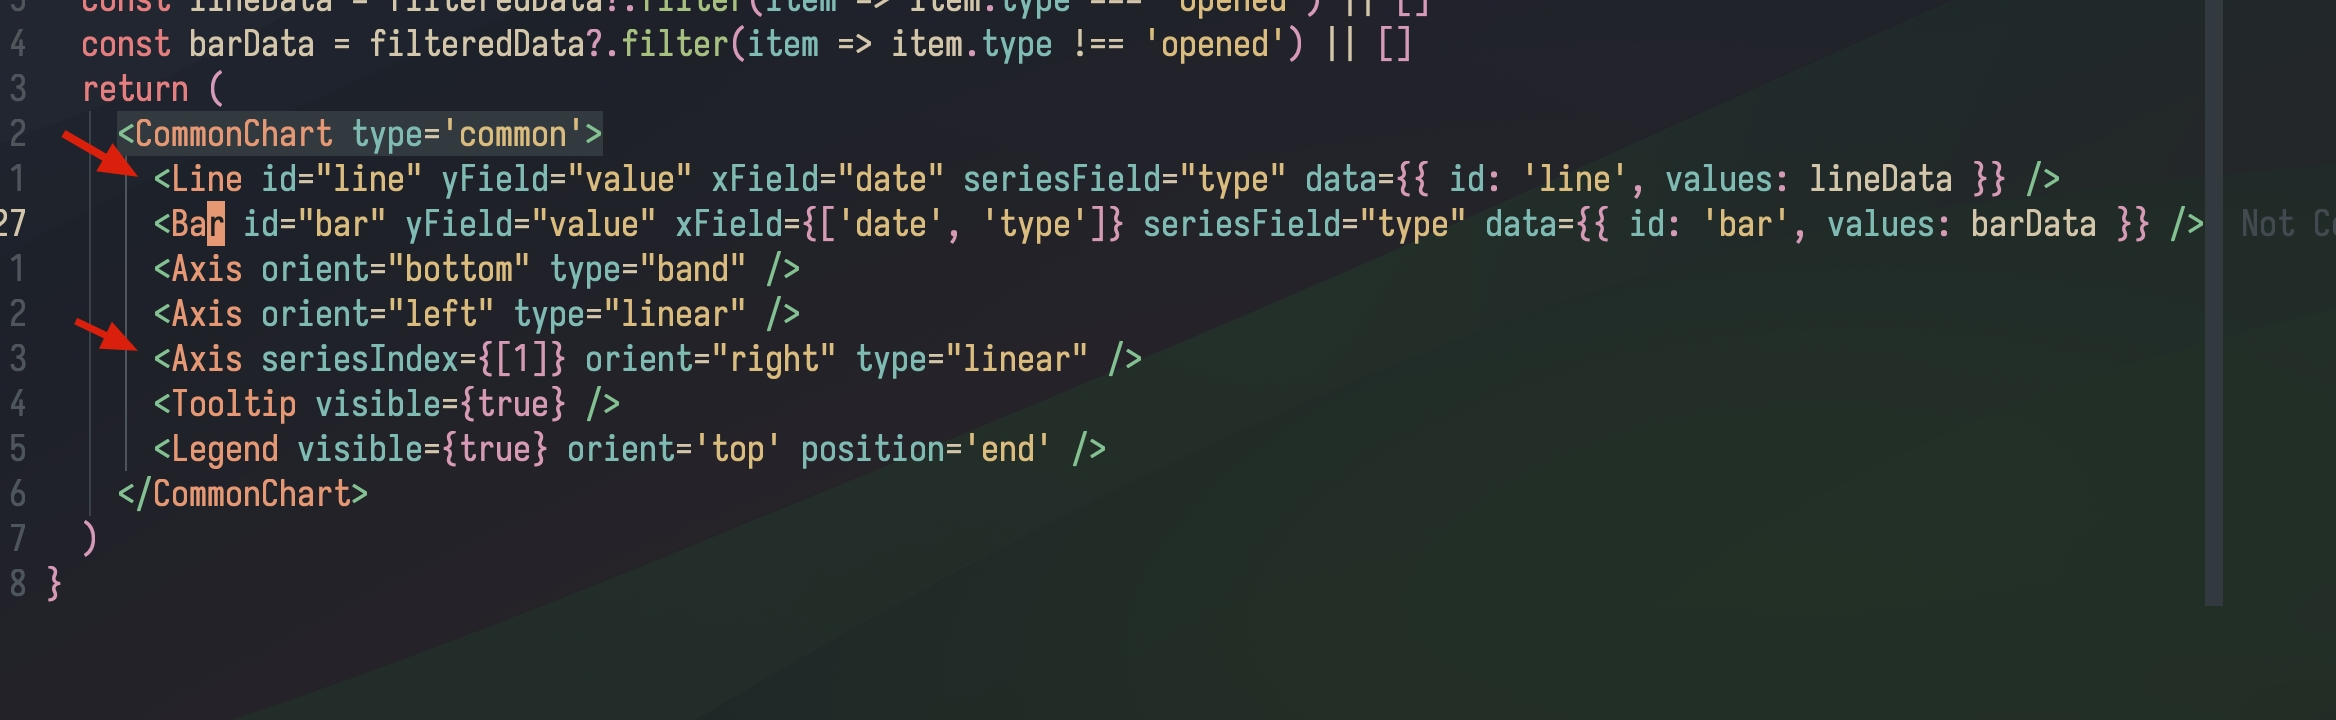 5 const lineData = filteredData?.filter(item => item.type === 'opened') || []
4 const barData = filteredData?.filter(item => item.type !== 'opened') || []
3 return (
2 <CommonChart type='common'>
1 <Line id="line" yField="value" xField="date" seriesField="type" data={{ id: 'line', values: lineData }} />
27 <Bar id="bar" yField="value" xField={['date', 'type']} seriesField="type" data={{ id: 'bar', values: barData }} /> Not
1 <Axis orient="bottom" type="band" />
2 <Axis orient="left" type="linear" />
3 <Axis seriesIndex={[1]} orient="right" type="linear" />
4 <Tooltip visible={true} />
5 <Legend visible={true} orient='top' position='end' />
6 </CommonChart>
7 )
8 }